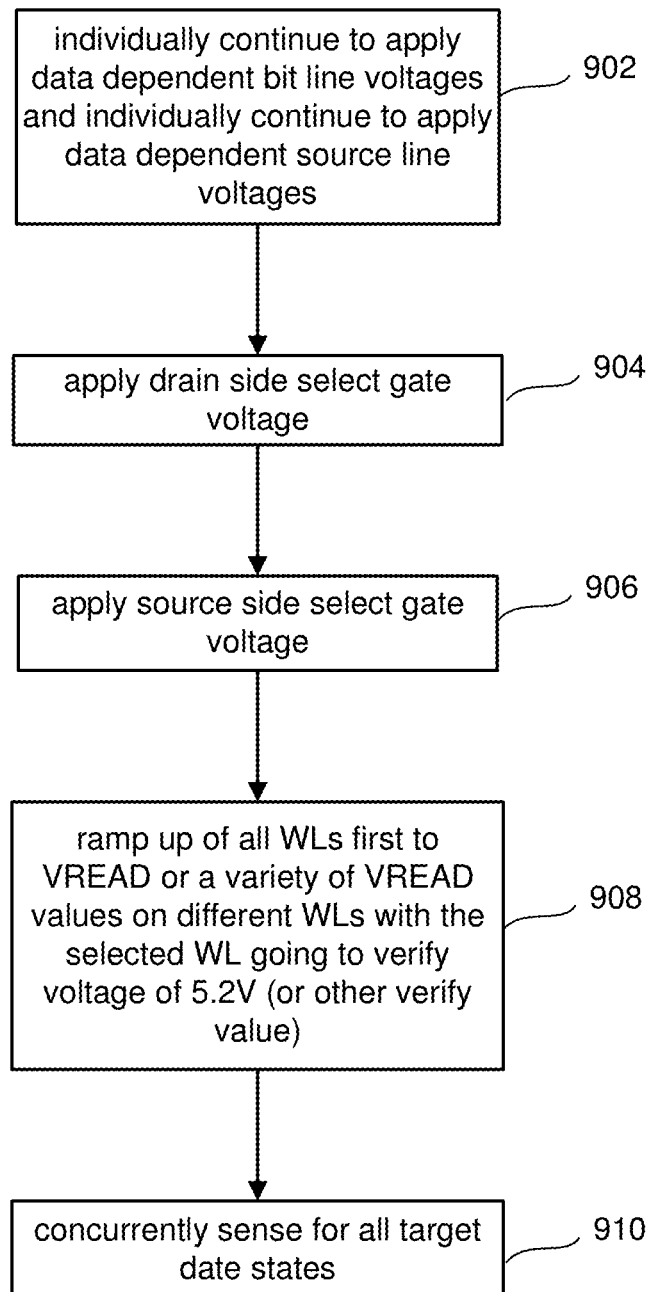 individually continue to apply
data dependent bit line voltages
and individually continue to apply
data dependent source line
voltages
902
apply drain side select gate
voltage
904
apply source side select gate
voltage
906
ramp up of all WLs first to
VREAD or a variety of VREAD
values on different WLs with the
selected WL going to verify
voltage of 5.2V (or other verify
value)
908
concurrently sense for all target
date states
910